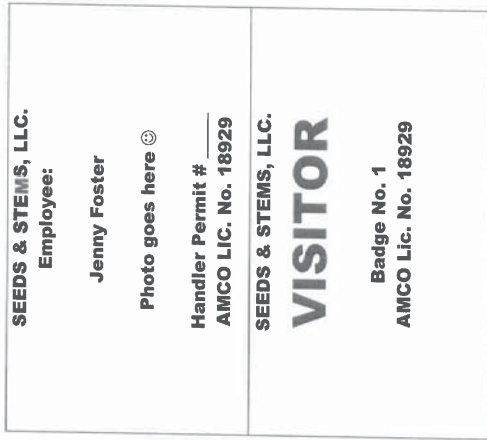 SEEDS & STEMS, LLC.
Employee:
Jenny Foster
Photo goes here ☺
Handler Permit # ____
AMCO LIC. No. 18929
SEEDS & STEMS, LLC.
VISITOR
Badge No. 1
AMCO Lic. No. 18929